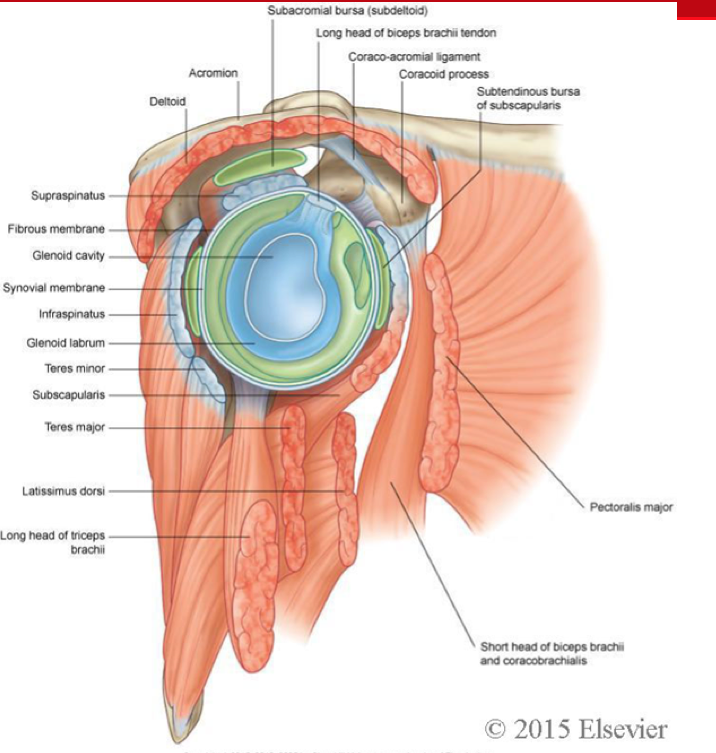 Subacromial bursa (subdeltoid)
Long head of biceps brachii tendon
Coraco-acromial ligament
Acromion
Coracoid process
Subtendinous bursa
of subscapularis
Deltoid
Supraspinatus
Fibrous membrane
Glenoid cavity
Synovial membrane
Infraspinatus
Glenoid labrum
Teres minor
Subscapularis
Teres major
Latissimus dorsi
Pectoralis major
Long head of triceps
brachii
Short head of biceps brachii
and coracobrachialis
© 2015 Elsevier